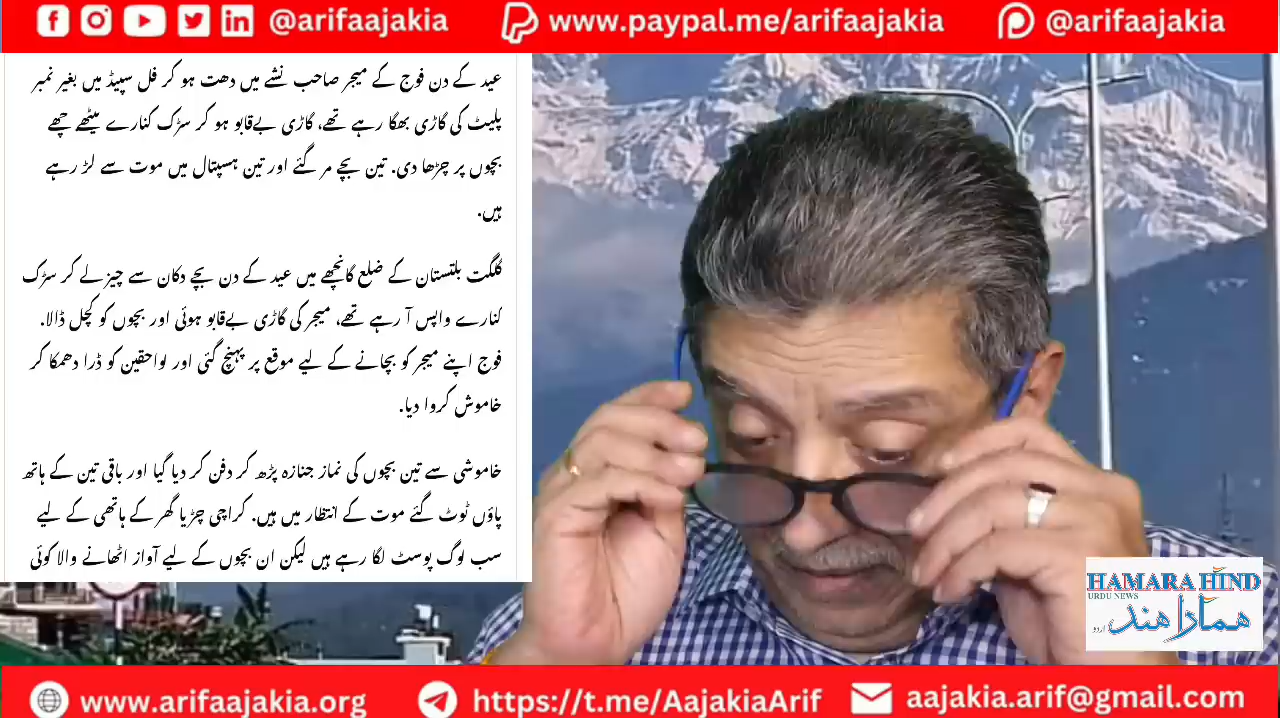 @arifaajakia
www.paypal.me/arifaajakia
@arifaajakia
عید کے دن فوج کے میجر صاحب نشے میں دھت ہو کر فل سپیڈ میں بغیر نمبر
پلیٹ کی گاڑی بھگا رہے تھے، گاڑی بےقابو ہو کر سڑک کنارے بیٹھے چھے
بچوں پر چڑھا دی. تین بچے مر گئے اور تین ہسپتال میں موت سے لڑ رہے
ہیں.
گلگت بلتستان کے ضلع گانچھے میں عید کے دن بچے دکان سے چیز لے کر سڑک
کنارے واپس آ رہے تھے، میجر کی گاڑی بےقابو ہوئی اور بچوں کو کچل ڈالا.
فوج اپنے میجر کو بچانے کے لیے موقع پر پہنچ گئی اور لواحقین کو ڈرا دھمکا کر
خاموش کروا دیا.
خاموشی سے تین بچوں کی نماز جنازہ پڑھ کر دفن کر دیا گیا اور باقی تین کے ہاتھ
پاؤں ٹوٹ گئے موت کے انتظار میں ہیں. کراچی چڑیا گھر کے ہاتھی کے لیے
سب لوگ پوسٹ لگا رہے ہیں لیکن ان بچوں کے لیے آواز اٹھانے والا کوئی
HAMARA HIND
URDU NEWS
ہمارا ہند
اردو
www.arifaajakia.org
https://t.me/AajakiaArif
aajakia.arif@gmail.com